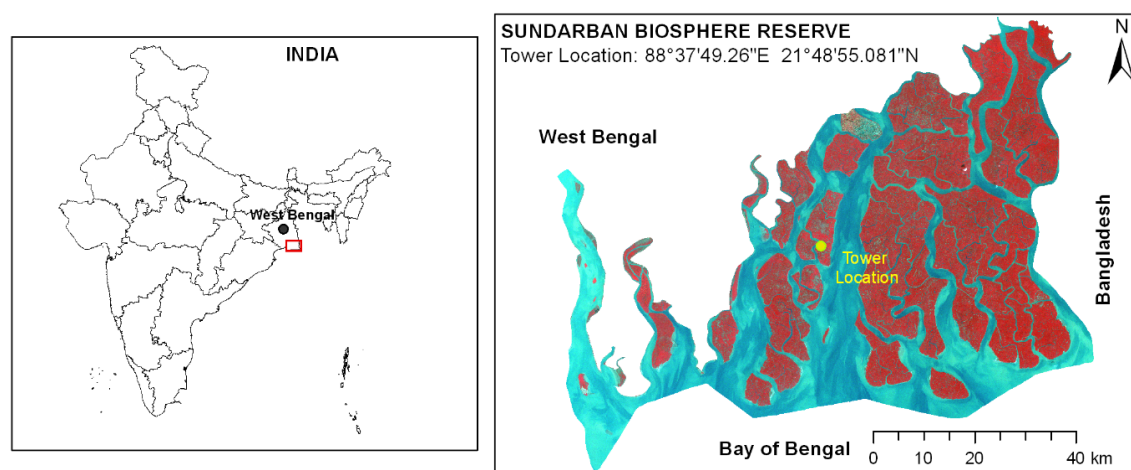 INDIA
West Bengal
SUNDARBAN BIOSPHERE RESERVE
Tower Location: 88°37'49.26"E 21°48'55.081"N
N
West Bengal
Tower
Location
Bangladesh
Bay of Bengal
0 10 20 40 km